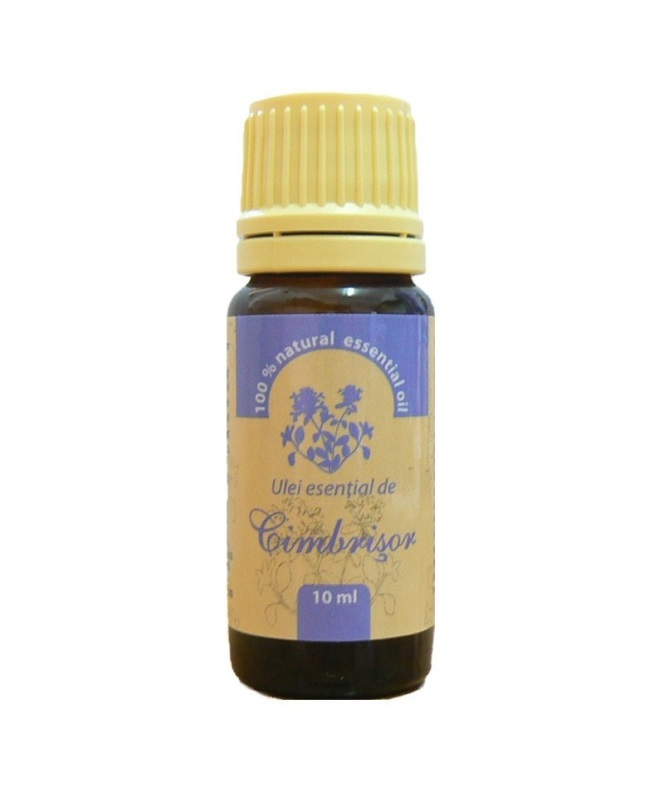 100 % natural essential oil
Ulei esențial de
Cimbrișor
10 ml